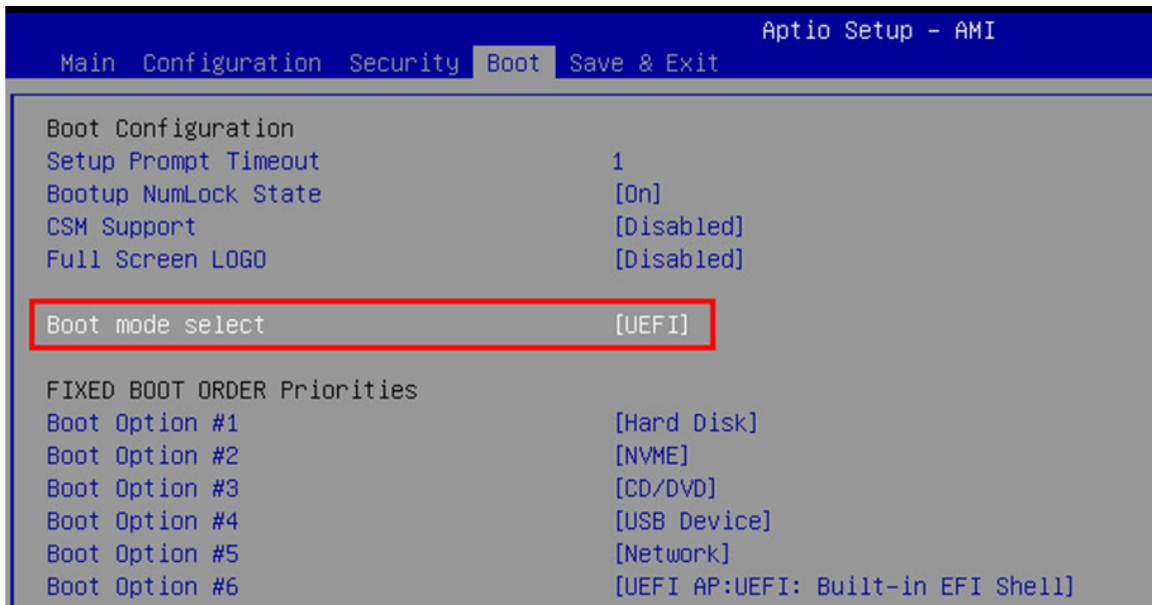 Aptio Setup – AMI
Main Configuration Security Boot Save & Exit
Boot Configuration
Setup Prompt Timeout 1
Bootup NumLock State [On]
CSM Support [Disabled]
Full Screen LOGO [Disabled]
Boot mode select [UEFI]
FIXED BOOT ORDER Priorities
Boot Option #1 [Hard Disk]
Boot Option #2 [NVME]
Boot Option #3 [CD/DVD]
Boot Option #4 [USB Device]
Boot Option #5 [Network]
Boot Option #6 [UEFI AP:UEFI: Built-in EFI Shell]